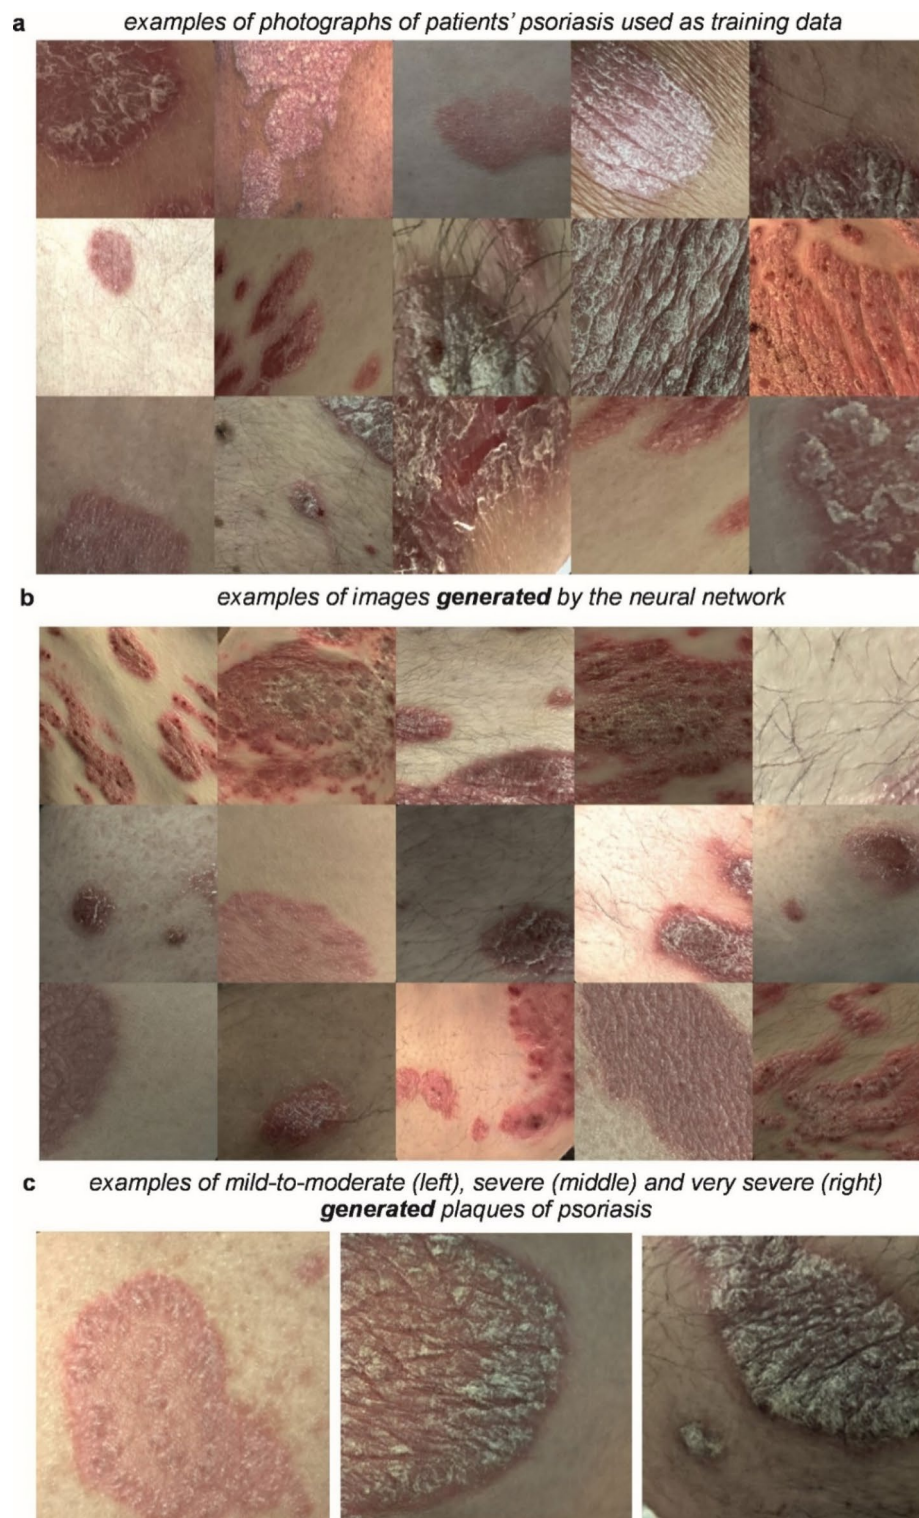 a examples of photographs of patients’ psoriasis used as training data
b examples of images generated by the neural network
c examples of mild-to-moderate (left), severe (middle) and very severe (right)
generated plaques of psoriasis